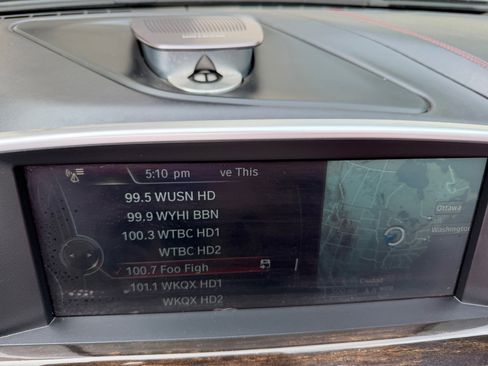 5:10 pm ve This
99.5 WUSN HD
99.9 WYHI BBN
100.3 WTBC HD1
WTBC HD2
100.7 Foo Figh
101.1 WKQX HD1
WKQX HD2
Ottawa
Washington
Ciudad